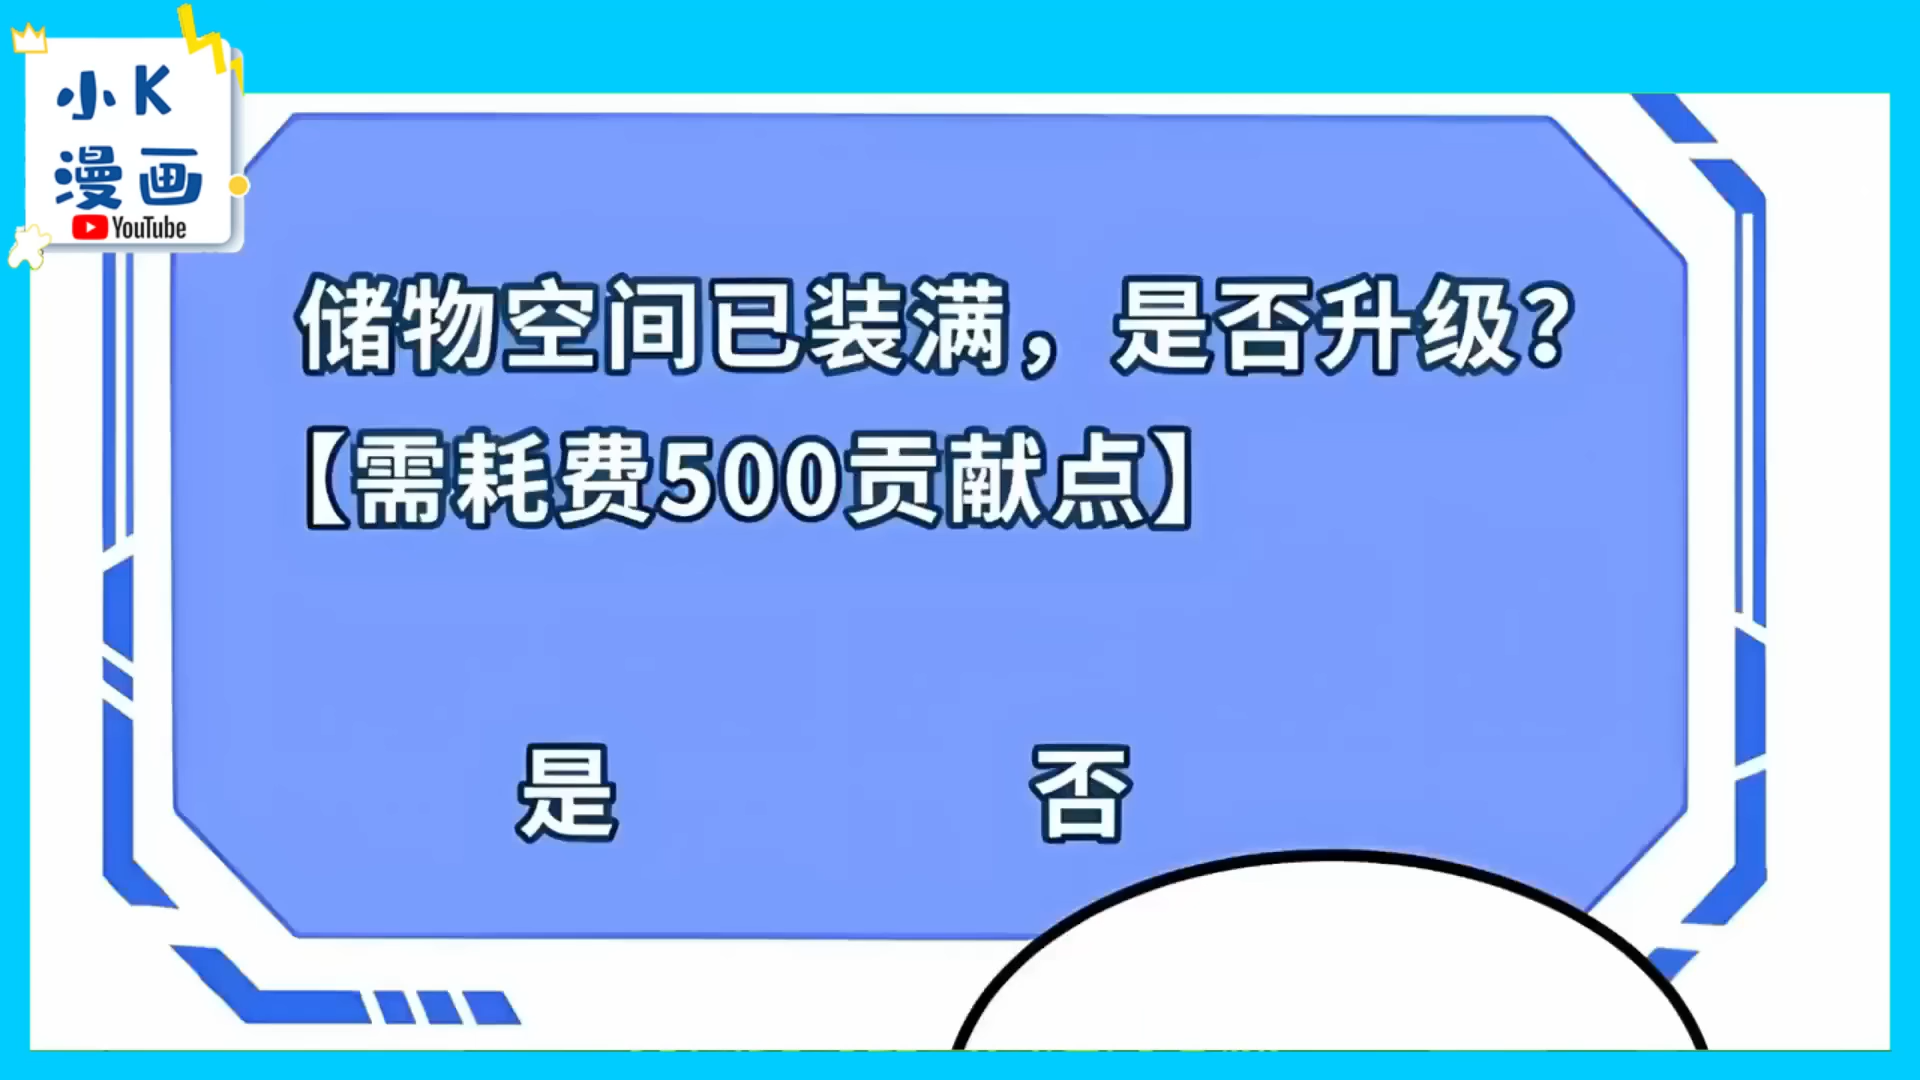 小K
漫画
YouTube
储物空间已装满，是否升级？
【需耗费500贡献点】
是 否